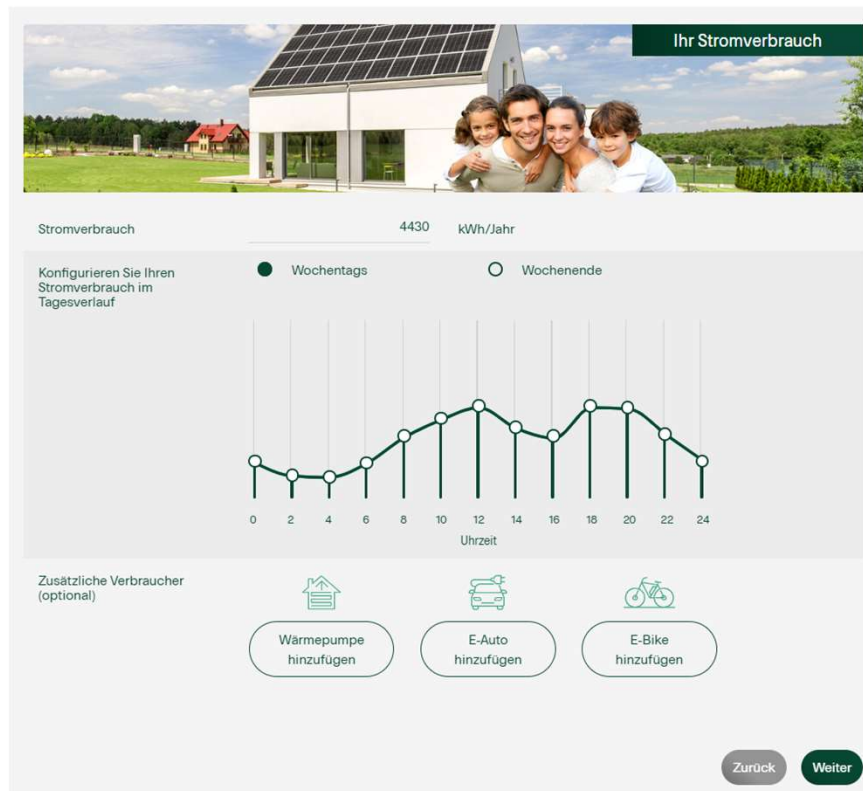 Ihr Stromverbrauch
Stromverbrauch
4430 kWh/Jahr
Konfigurieren Sie Ihren
Stromverbrauch im
Tagesverlauf
Wochentags
Wochenende
0 2 4 6 8 10 12 14 16 18 20 22 24
Uhrzeit
Zusätzliche Verbraucher
(optional)
Wärmepumpe
hinzufügen
E-Auto
hinzufügen
E-Bike
hinzufügen
Zurück
Weiter